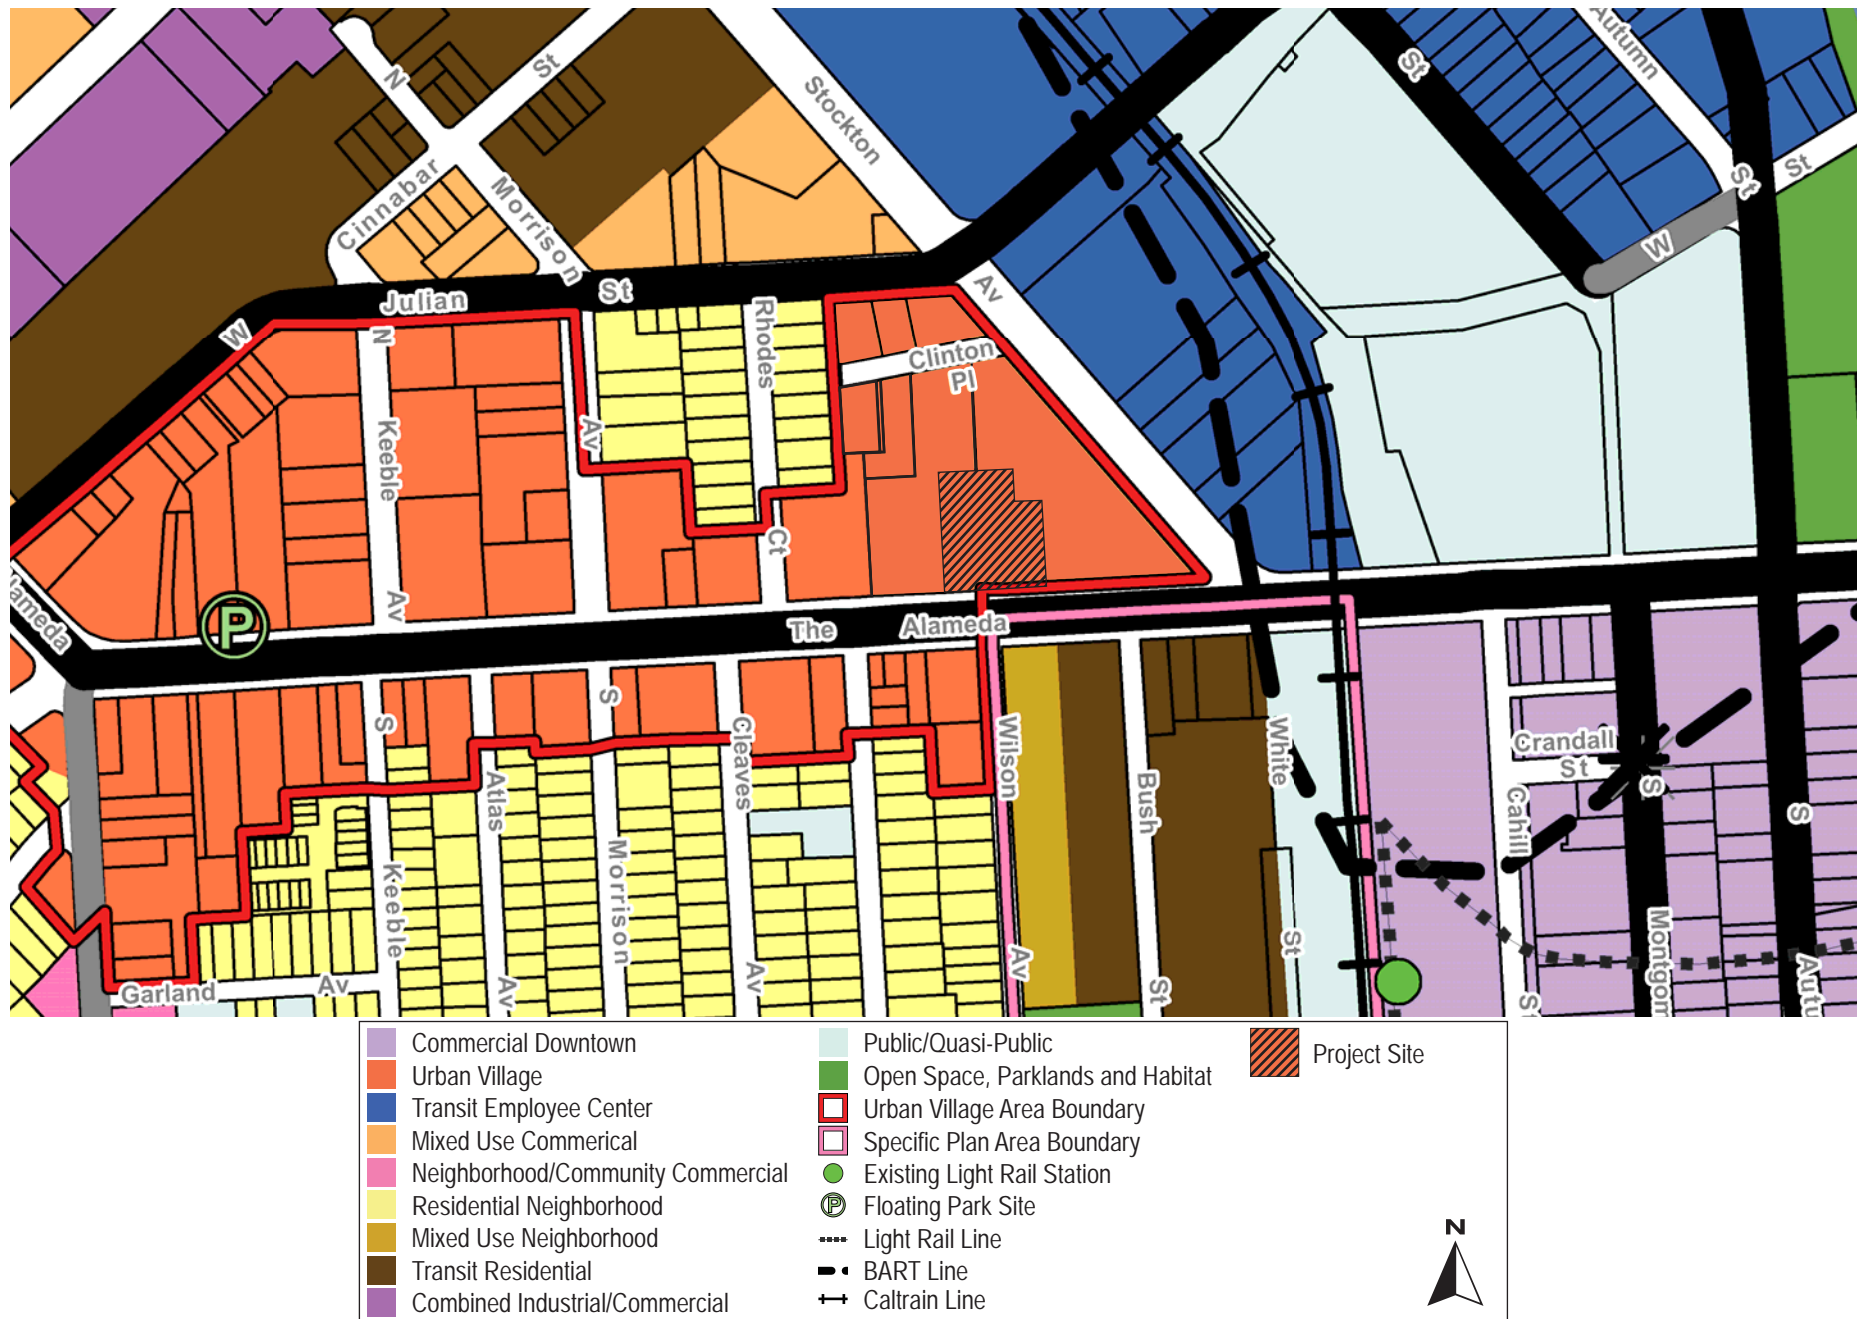 Autumn
St
N
St
Stockton
St
St
Cinnabar
Morrison
W
Av
St
Julian
W
N
Rhodes
Clinton
Pl
Keeble
Av
Ct
Av
Alameda
The
Alameda
S
S
Cleaves
Wilson
White
Crandall
St
S
Atlas
Bush
Cahill
S
Keeble
Morrison
Montgom
St
Av
Av
Av
Av
St
St
Autu
Garland
P
Commercial Downtown
Urban Village
Transit Employee Center
Mixed Use Commerical
Neighborhood/Community Commercial
Residential Neighborhood
Mixed Use Neighborhood
Transit Residential
Combined Industrial/Commercial
Public/Quasi-Public
Open Space, Parklands and Habitat
Urban Village Area Boundary
Specific Plan Area Boundary
Existing Light Rail Station
P Floating Park Site
Light Rail Line
BART Line
Caltrain Line
Project Site
N